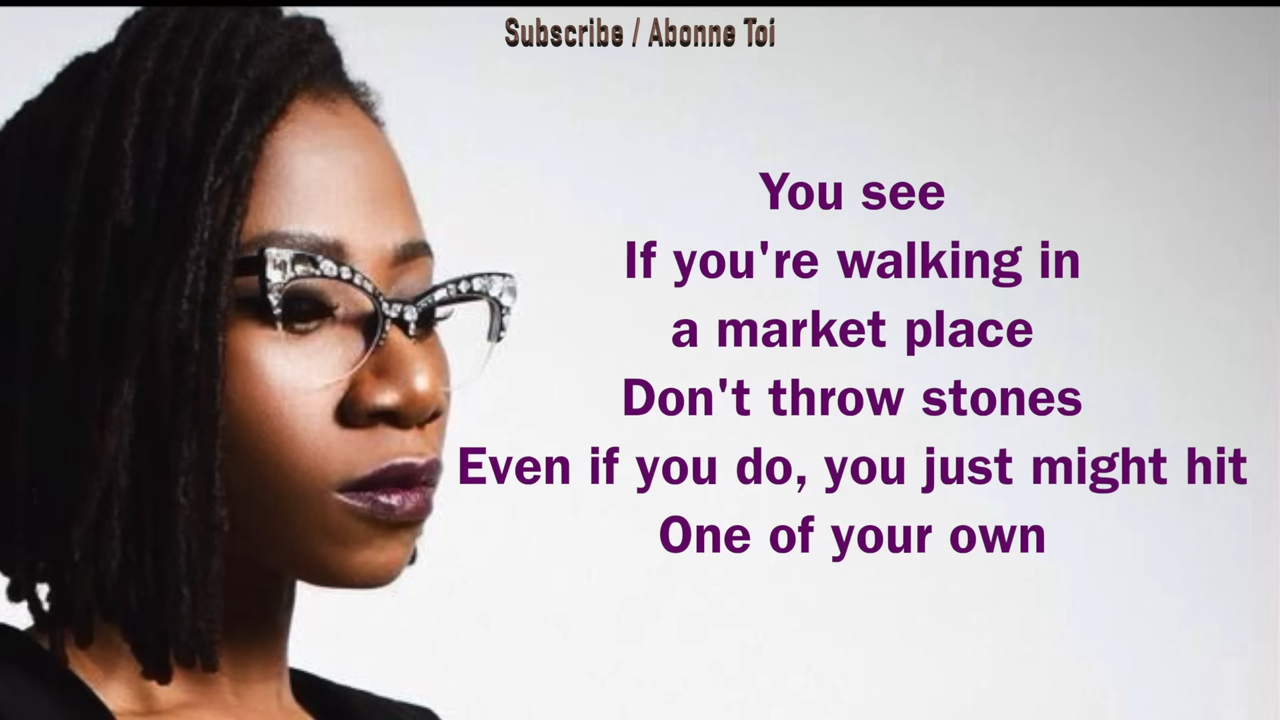 Subscribe / Abonne Toi
You see
If you're walking in
a market place
Don't throw stones
Even if you do, you just might hit
One of your own